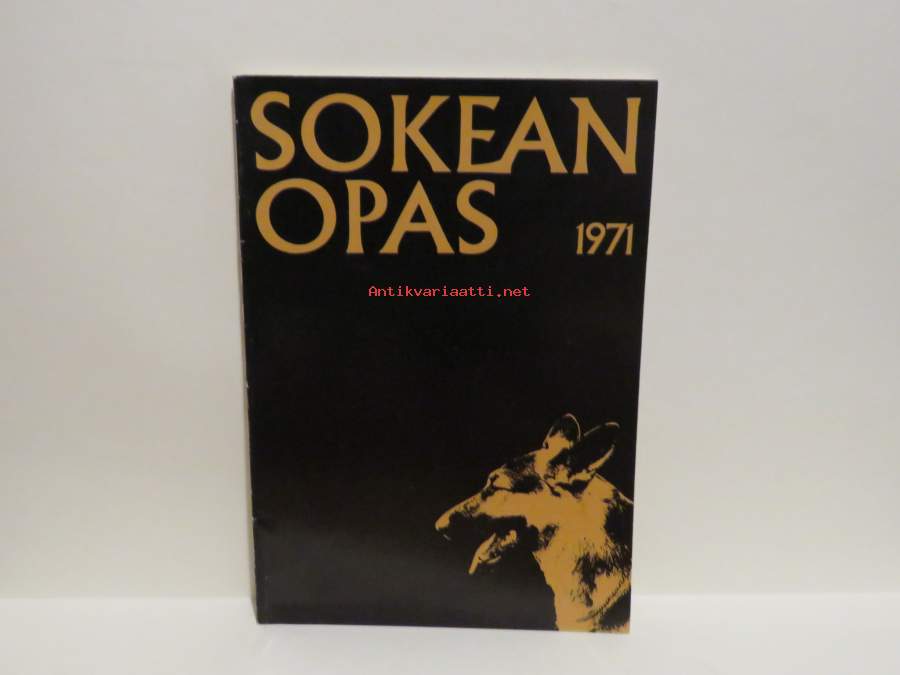 SOKEAN
OPAS
1971
Antikvariaatti.net